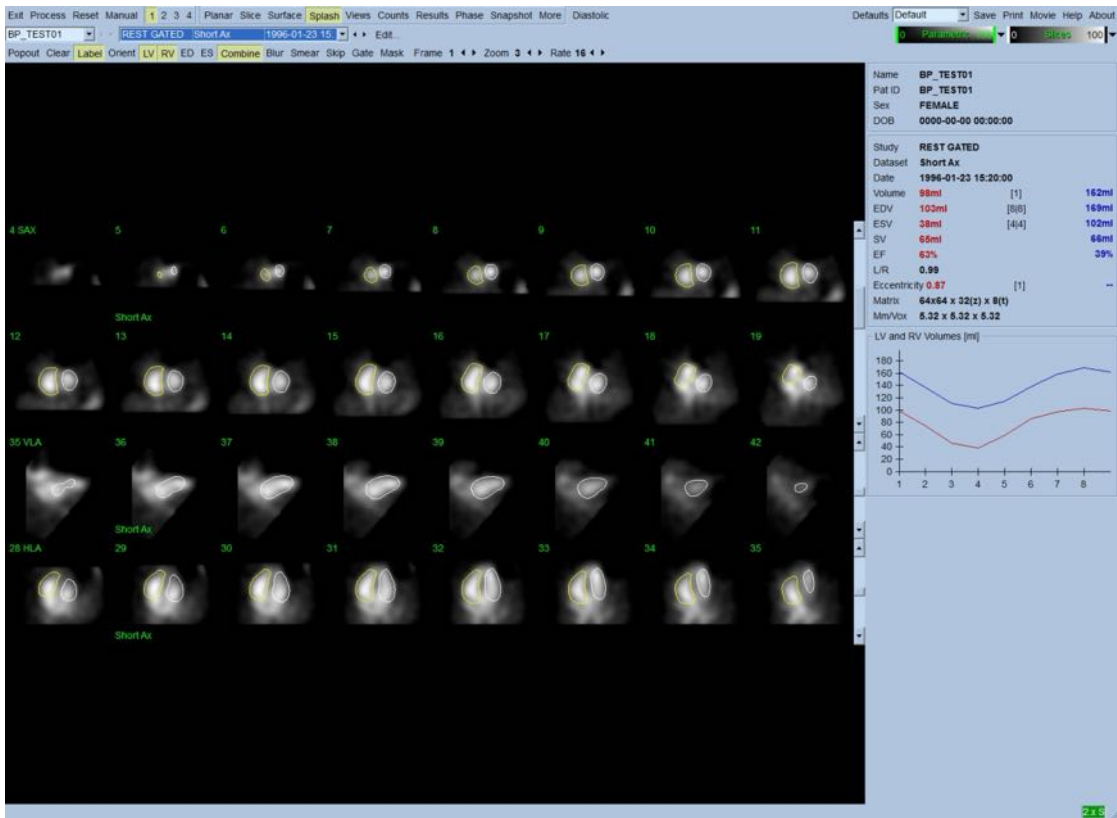 Exit Process Reset Manual 1 2 3 4 Planar Slice Surface Splash Views Counts Results Phase Snapshot More Diastolic Defaults Default Save Print Movie Help About
BP_TEST01 REST GATED Short Ax 1996-01-23 15: Edit... 0 Parametric 0 Slices 100
Popout Clear Label Orient LV RV ED ES Combine Blur Smear Skip Gate Mask Frame 1 Zoom 3 Rate 16
Name BP_TEST01
Pat ID BP_TEST01
Sex FEMALE
DOB 0000-00-00 00:00:00
Study REST GATED
Dataset Short Ax
Date 1996-01-23 15:20:00
Volume 98ml [1] 162ml
EDV 103ml [8|8] 169ml
ESV 38ml [4|4] 102ml
SV 65ml 66ml
EF 63% 39%
L/R 0.99
Eccentricity 0.87 [1] --
Matrix 64x64 x 32(z) x 8(t)
Mm/Vox 5.32 x 5.32 x 5.32
LV and RV Volumes [ml]
180
160
140
120
100
80
60
40
20
0
1 2 3 4 5 6 7 8
4 SAX 5 6 7 8 9 10 11
Short Ax
12 13 14 15 16 17 18 19
35 VLA 36 37 38 39 40 41 42
Short Ax
28 HLA 29 30 31 32 33 34 35
Short Ax
2 x S